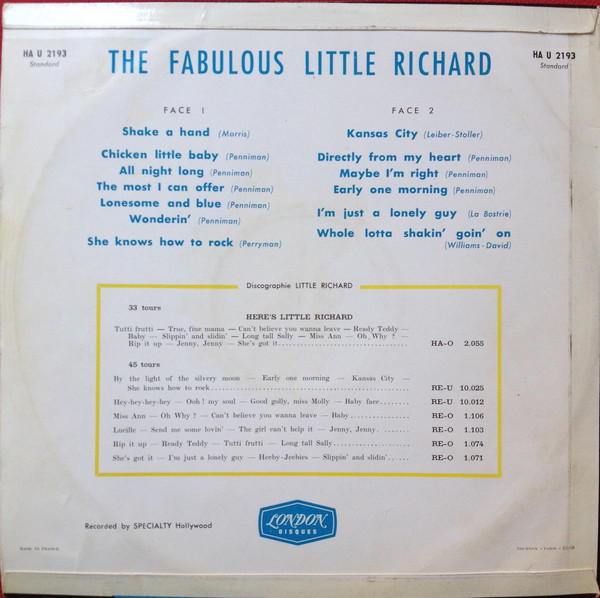 HA U 2193
Standard
THE FABULOUS LITTLE RICHARD
HA U 2193
Standard
FACE 1
Shake a hand (Morris)
Chicken little baby (Penniman)
All night long (Penniman)
The most I can offer (Penniman)
Lonesome and blue (Penniman)
Wonderin' (Penniman)
She knows how to rock (Perryman)
FACE 2
Kansas City (Leiber-Stoller)
Directly from my heart (Penniman)
Maybe I'm right (Penniman)
Early one morning (Penniman)
I'm just a lonely guy (La Bostrie)
Whole lotta shakin' goin' on
(Williams-David)
Discographie LITTLE RICHARD
33 tours
HERE'S LITTLE RICHARD
Tutti frutti — True, fine mama — Can't believe you wanna leave — Ready Teddy —
Baby — Slippin' and slidin' — Long tall Sally — Miss Ann — Oh Why ? —
Rip it up — Jenny, Jenny — She's got it HA-O 2.055
45 tours
By the light of the silvery moon — Early one morning — Kansas City —
She knows how to rock RE-U 10.025
Hey-hey-hey-hey — Ooh ! my soul — Good golly, miss Molly — Baby face RE-U 10.012
Miss Ann — Oh Why ? — Can't believe you wanna leave — Baby RE-O 1.106
Lucille — Send me some lovin' — The girl can't help it — Jenny, Jenny RE-O 1.103
Rip it up — Ready Teddy — Tutti frutti — Long tall Sally RE-O 1.074
She's got it — I'm just a lonely guy — Heeby-Jeebies — Slippin' and slidin' RE-O 1.071
Recorded by SPECIALTY Hollywood
LONDON
DISQUES
MADE IN FRANCE